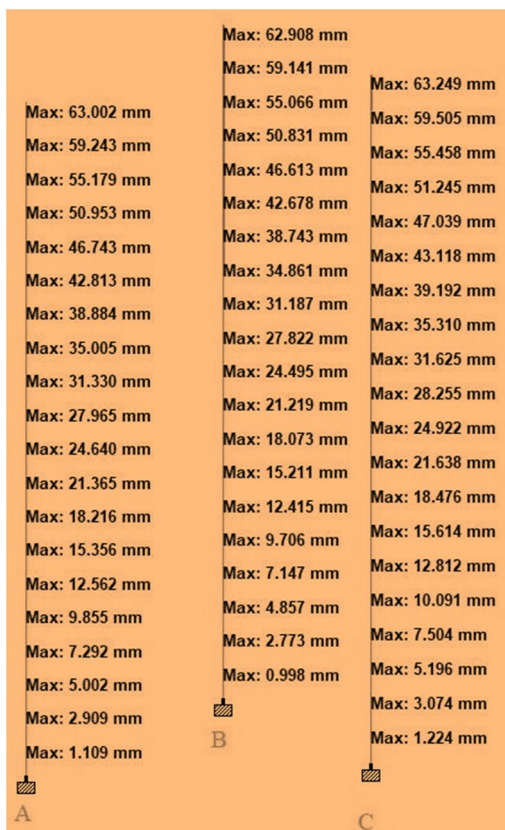 Max: 63.002 mm
Max: 59.243 mm
Max: 55.179 mm
Max: 50.953 mm
Max: 46.743 mm
Max: 42.813 mm
Max: 38.884 mm
Max: 35.005 mm
Max: 31.330 mm
Max: 27.965 mm
Max: 24.640 mm
Max: 21.365 mm
Max: 18.216 mm
Max: 15.356 mm
Max: 12.562 mm
Max: 9.855 mm
Max: 7.292 mm
Max: 5.002 mm
Max: 2.909 mm
Max: 1.109 mm
A
Max: 62.908 mm
Max: 59.141 mm
Max: 55.066 mm
Max: 50.831 mm
Max: 46.613 mm
Max: 42.678 mm
Max: 38.743 mm
Max: 34.861 mm
Max: 31.187 mm
Max: 27.822 mm
Max: 24.495 mm
Max: 21.219 mm
Max: 18.073 mm
Max: 15.211 mm
Max: 12.415 mm
Max: 9.706 mm
Max: 7.147 mm
Max: 4.857 mm
Max: 2.773 mm
Max: 0.998 mm
B
Max: 63.249 mm
Max: 59.505 mm
Max: 55.458 mm
Max: 51.245 mm
Max: 47.039 mm
Max: 43.118 mm
Max: 39.192 mm
Max: 35.310 mm
Max: 31.625 mm
Max: 28.255 mm
Max: 24.922 mm
Max: 21.638 mm
Max: 18.476 mm
Max: 15.614 mm
Max: 12.812 mm
Max: 10.091 mm
Max: 7.504 mm
Max: 5.196 mm
Max: 3.074 mm
Max: 1.224 mm
C